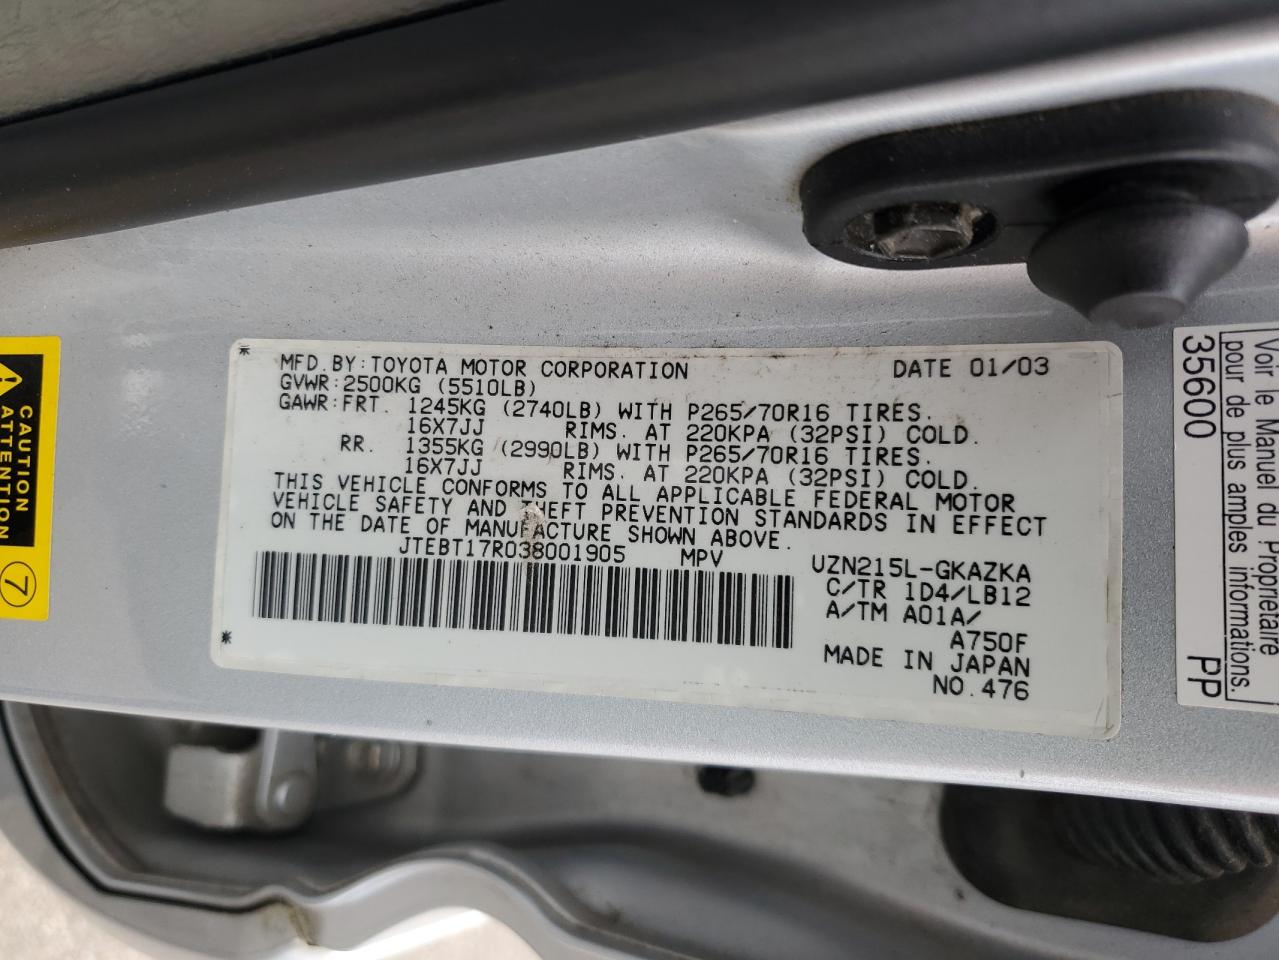 MFD. BY: TOYOTA MOTOR CORPORATION DATE 01/03
GVWR: 2500KG (5510LB)
GAWR: FRT. 1245KG (2740LB) WITH P265/70R16 TIRES.
16X7JJ RIMS. AT 220KPA (32PSI) COLD.
RR. 1355KG (2990LB) WITH P265/70R16 TIRES.
16X7JJ RIMS. AT 220KPA (32PSI) COLD.
THIS VEHICLE CONFORMS TO ALL APPLICABLE FEDERAL MOTOR
VEHICLE SAFETY AND THEFT PREVENTION STANDARDS IN EFFECT
ON THE DATE OF MANUFACTURE SHOWN ABOVE.
JTEBT17R038001905 MPV
UZN215L-GKAZKA
C/TR 1D4/LB12
A/TM A01A/
A750F
MADE IN JAPAN
NO. 476
CAUTION
ATTENTION
7
Voir le Manuel du Propriétaire
pour de plus amples informations.
35600 PP